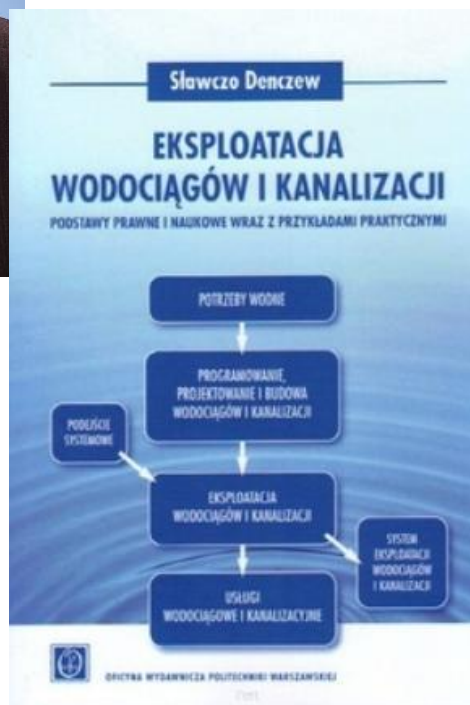 Sławczo Denczew
EKSPLOATACJA
WODOCIĄGÓW I KANALIZACJI
PODSTAWY PRAWNE I NAUKOWE WRAZ Z PRZYKŁADAMI PRAKTYCZNYMI
POTRZEBY WODNE
PROGRAMOWANIE,
PROJEKTOWANIE I BUDOWA
WODOCIĄGÓW I KANALIZACJI
PODEJŚCIE
SYSTEMOWE
EKSPLOATACJA
WODOCIĄGÓW I KANALIZACJI
SYSTEM
EKSPLOATACJI
WODOCIĄGÓW
I KANALIZACJI
USŁUGI
WODOCIĄGOWE I KANALIZACYJNE
OFICYNA WYDAWNICZA POLITECHNIKI WARSZAWSKIEJ